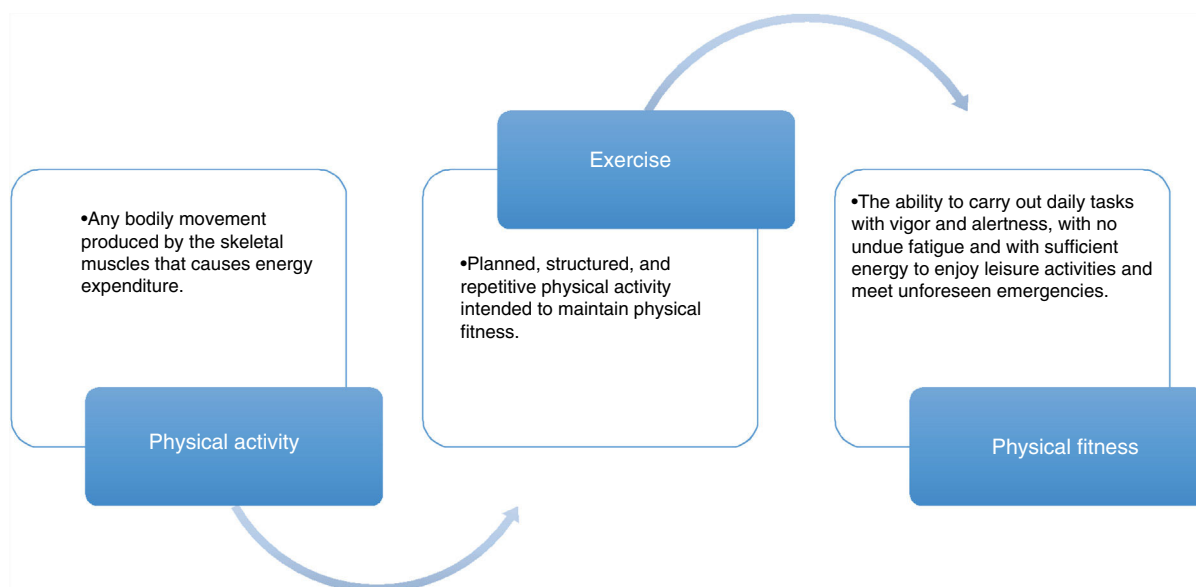 •Any bodily movement
produced by the skeletal
muscles that causes energy
expenditure.
Physical activity
Exercise
•Planned, structured, and
repetitive physical activity
intended to maintain physical
fitness.
•The ability to carry out daily tasks
with vigor and alertness, with no
undue fatigue and with sufficient
energy to enjoy leisure activities and
meet unforeseen emergencies.
Physical fitness